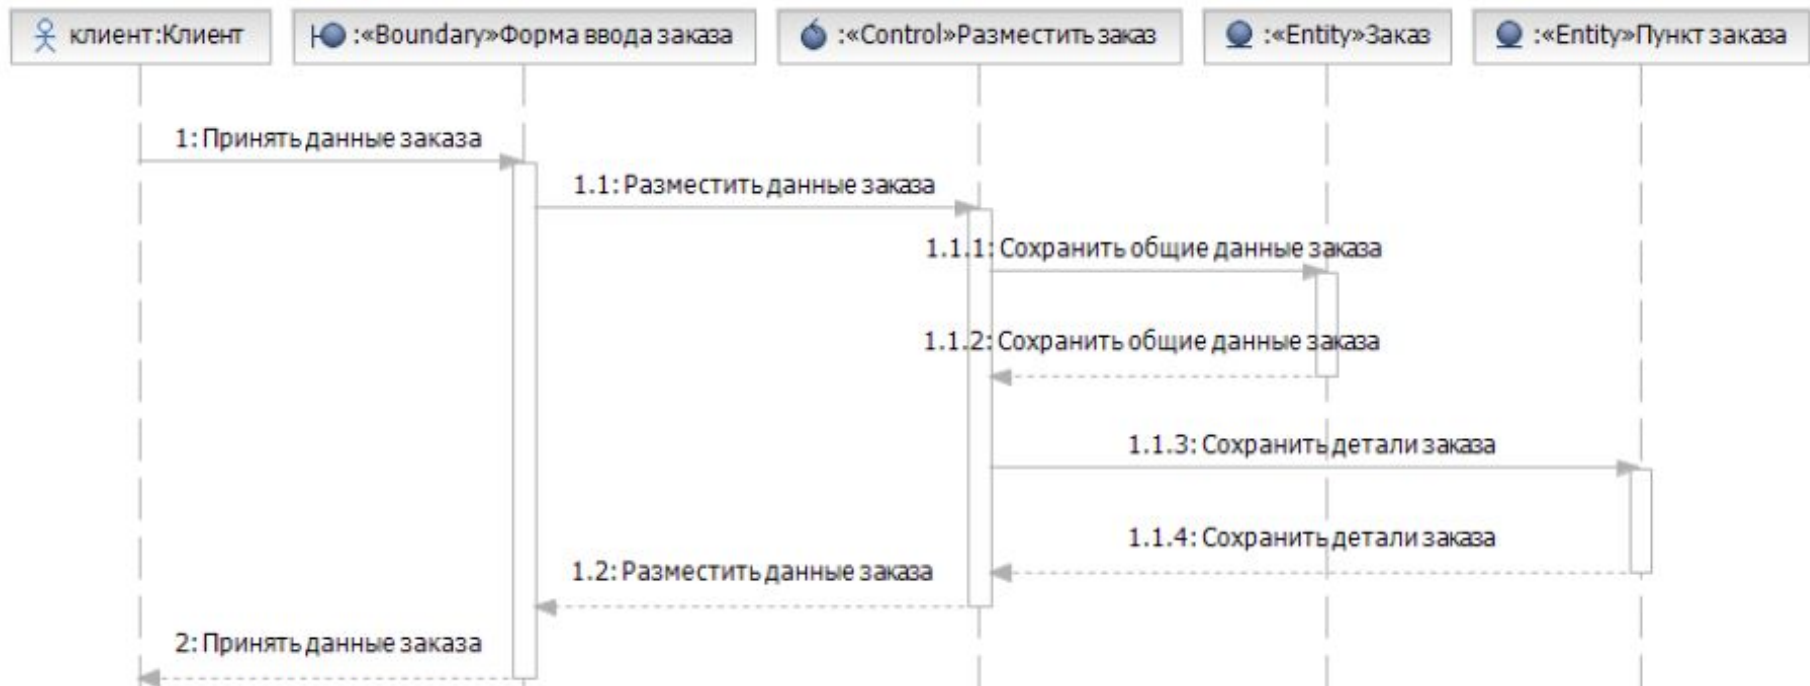 клиент:Клиент
:«Boundary»Форма ввода заказа
:«Control»Разместить заказ
:«Entity»Заказ
:«Entity»Пункт заказа
1: Принять данные заказа
1.1: Разместить данные заказа
1.1.1: Сохранить общие данные заказа
1.1.2: Сохранить общие данные заказа
1.1.3: Сохранить детали заказа
1.1.4: Сохранить детали заказа
1.2: Разместить данные заказа
2: Принять данные заказа